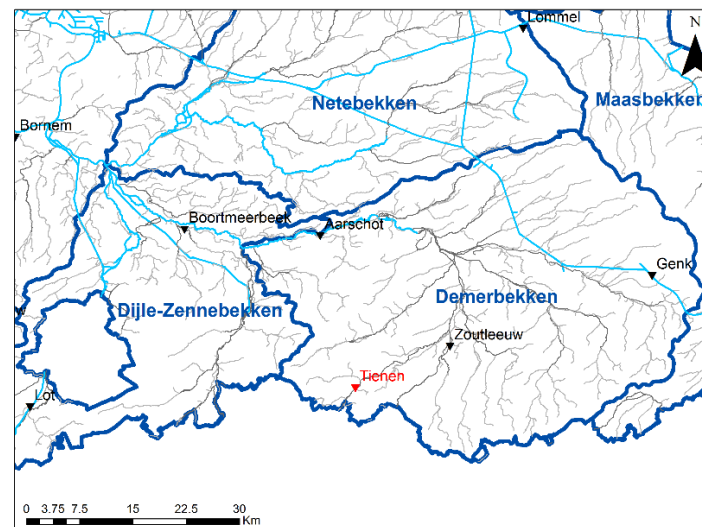 Lommel
N
Netebekken
Maasbekken
Bornem
Boortmeerbeek
Aarschot
Genk
Dijle-Zennebekken
Demerbekken
Zoutleeuw
Tienen
Lot
0 3.75 7.5 15 22.5 30
Km